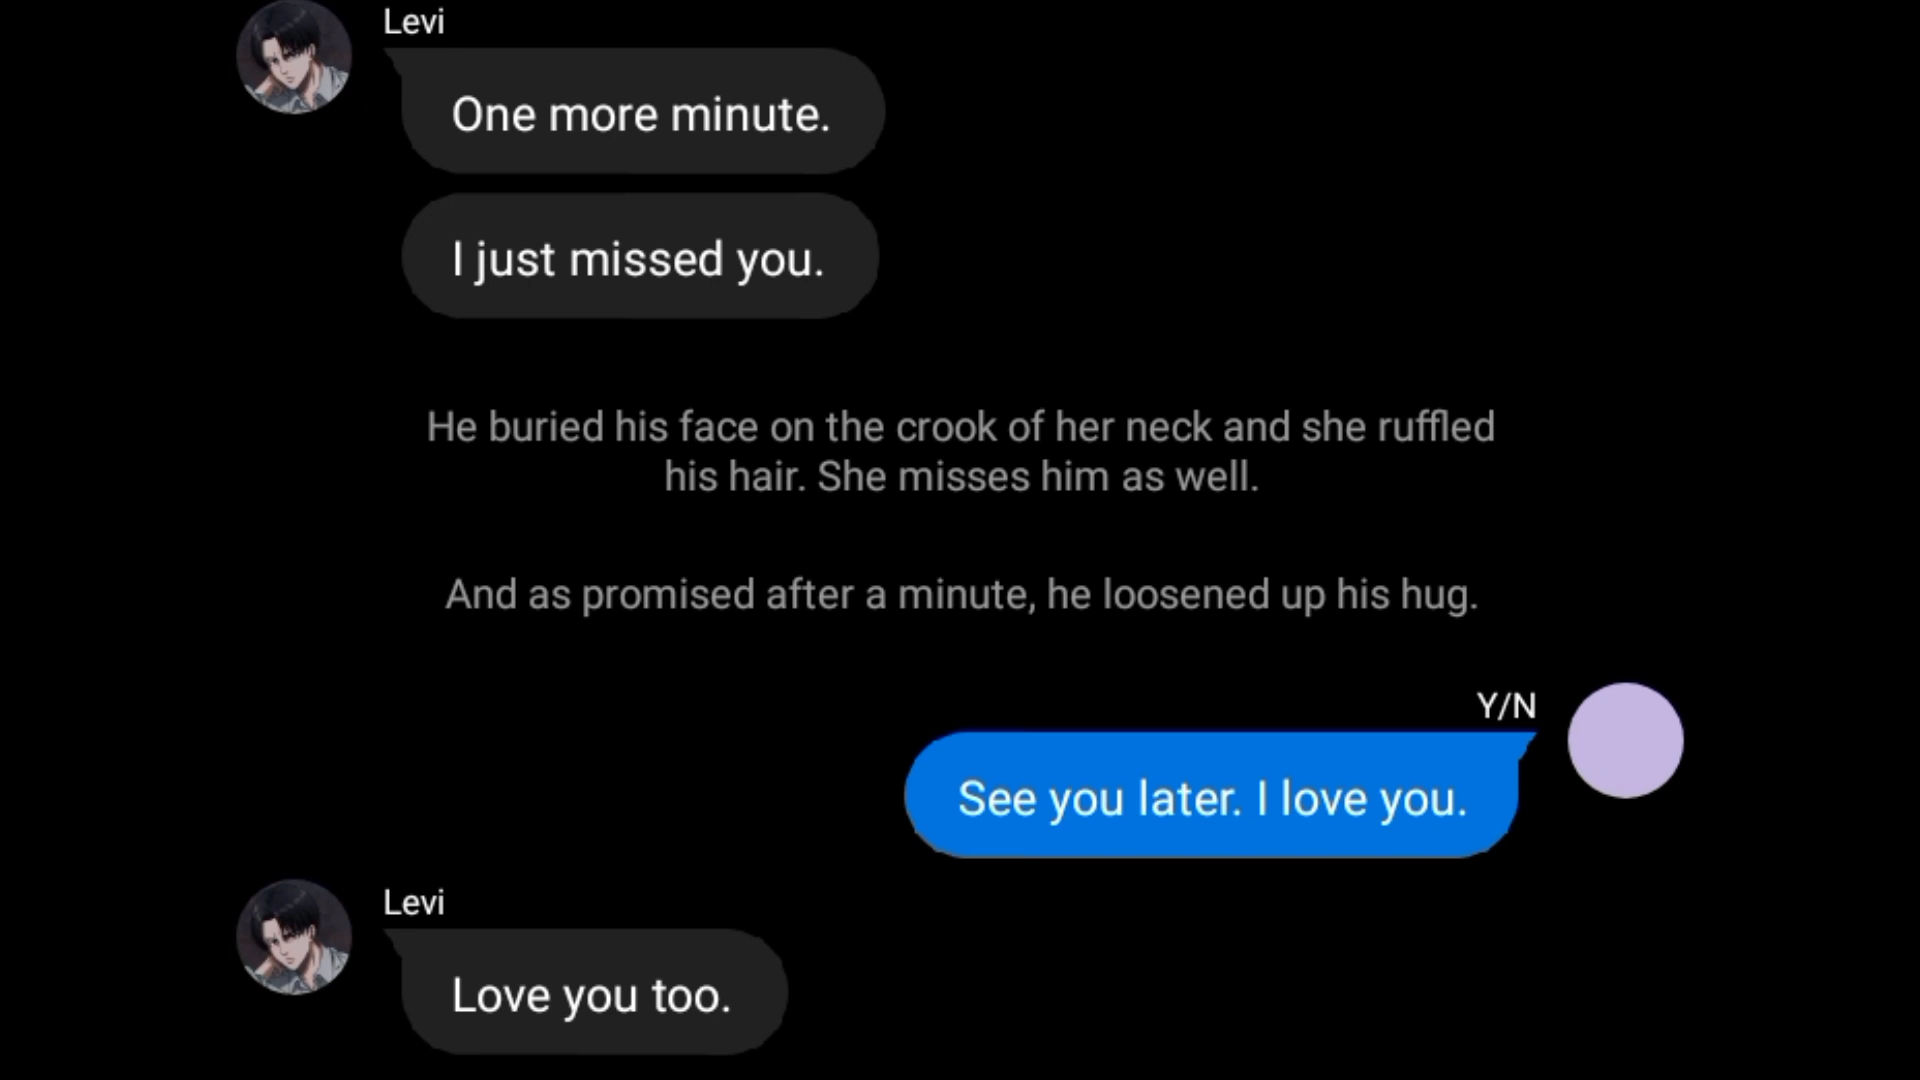 Levi
One more minute.
I just missed you.
He buried his face on the crook of her neck and she ruffled
his hair. She misses him as well.
And as promised after a minute, he loosened up his hug.
Y/N
See you later. I love you.
Levi
Love you too.